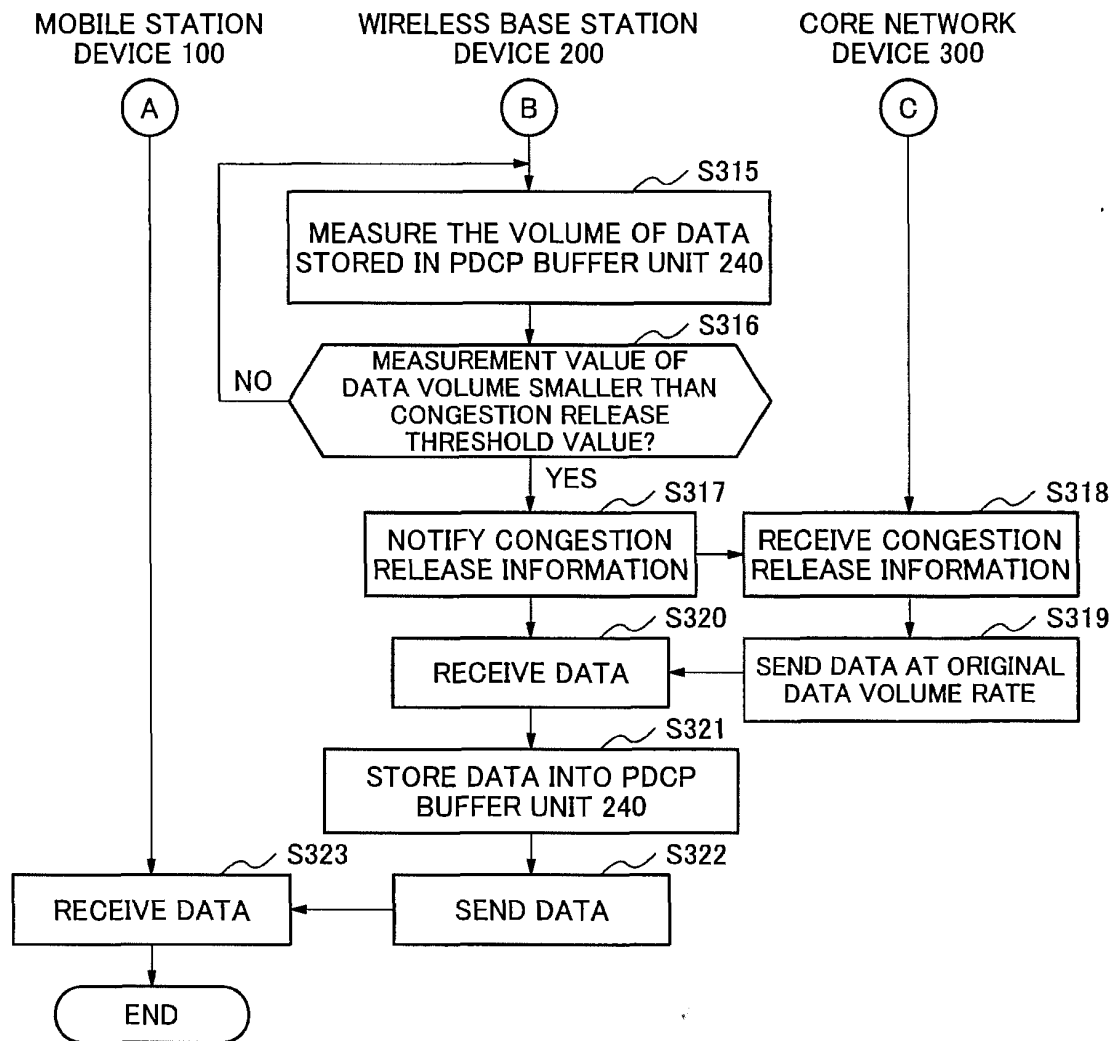 MOBILE STATION
DEVICE 100
WIRELESS BASE STATION
DEVICE 200
CORE NETWORK
DEVICE 300
A
B
C
S315
MEASURE THE VOLUME OF DATA
STORED IN PDCP BUFFER UNIT 240
S316
MEASUREMENT VALUE OF
DATA VOLUME SMALLER THAN
CONGESTION RELEASE
THRESHOLD VALUE?
NO
YES
S317
NOTIFY CONGESTION
RELEASE INFORMATION
S318
RECEIVE CONGESTION
RELEASE INFORMATION
S319
SEND DATA AT ORIGINAL
DATA VOLUME RATE
S320
RECEIVE DATA
S321
STORE DATA INTO PDCP
BUFFER UNIT 240
S322
SEND DATA
S323
RECEIVE DATA
END